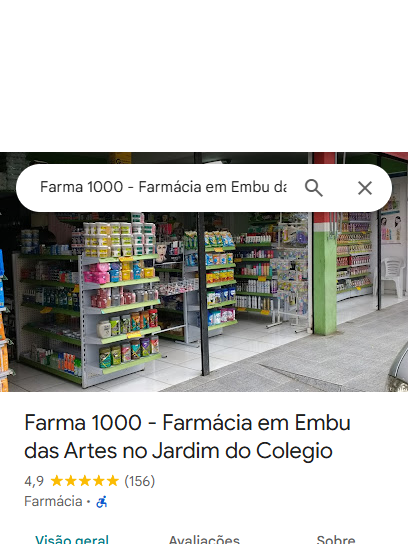 Farma 1000 - Farmácia em Embu da
Farma 1000 - Farmácia em Embu
das Artes no Jardim do Colegio
4,9 ★★★★★ (156)
Farmácia ·
Visão geral Avaliações Sobre